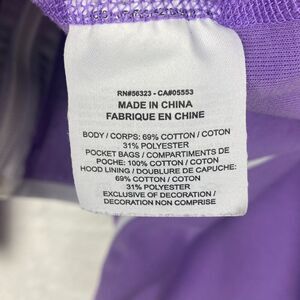 RN#56323 - CA#05553
MADE IN CHINA
FABRIQUE EN CHINE
BODY / CORPS: 69% COTTON / COTON
31% POLYESTER
POCKET BAGS / COMPARTIMENTS DE
POCHE: 100% COTTON / COTON
HOOD LINING / DOUBLURE DE CAPUCHE:
69% COTTON / COTON
31% POLYESTER
EXCLUSIVE OF DECORATION /
DECORATION NON COMPRISE